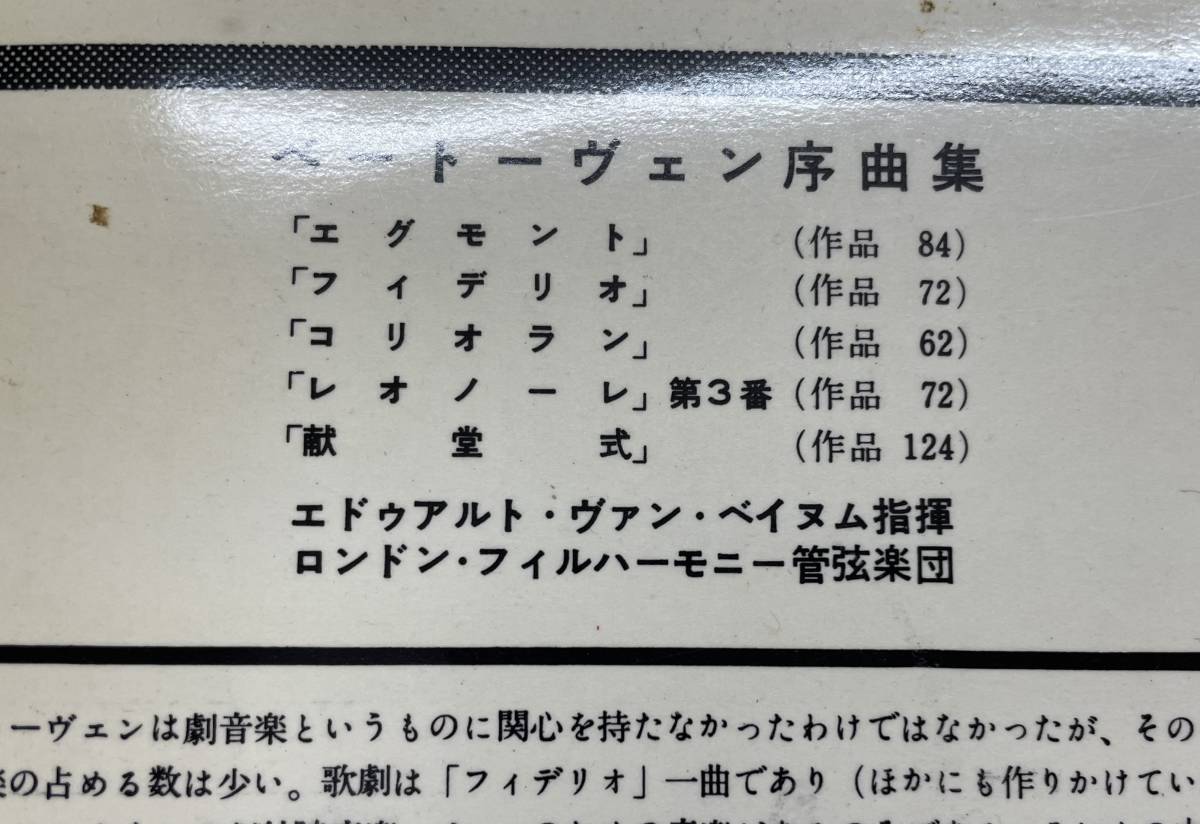 ベートーヴェン序曲集
「エグモント」 (作品 84)
「フィデリオ」 (作品 72)
「コリオラン」 (作品 62)
「レオノーレ」第3番 (作品 72)
「献堂式」 (作品 124)
エドゥアルト・ヴァン・ベイヌム指揮
ロンドン・フィルハーモニー管弦楽団
ーヴェンは劇音楽というものに関心を持たなかったわけではなかったが、その
の占める数は少い。歌劇は「フィデリオ」一曲であり(ほかにも作りかけてい